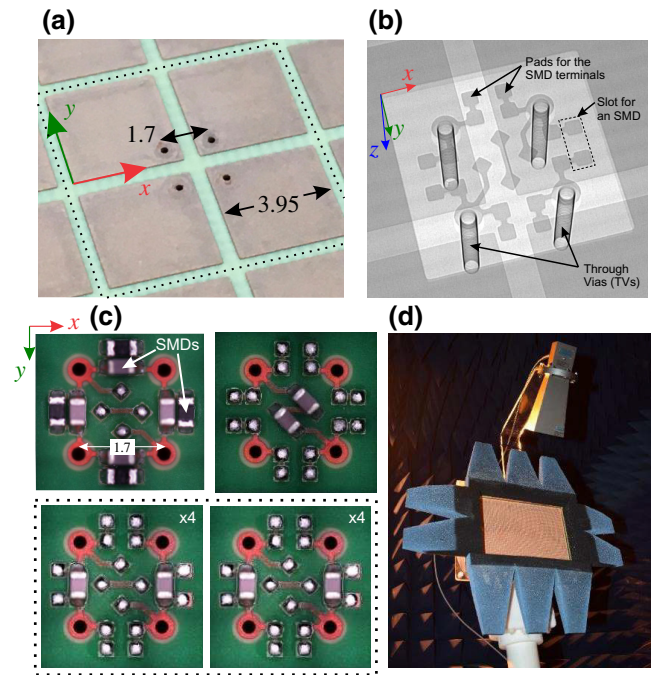 (a)
y
1.7
x
3.95
(b)
Pads for the
SMD terminals
x
Slot for
an SMD
y
z
Through
Vias (TVs)
(c)
x
y
SMDs
1.7
x4
x4
(d)